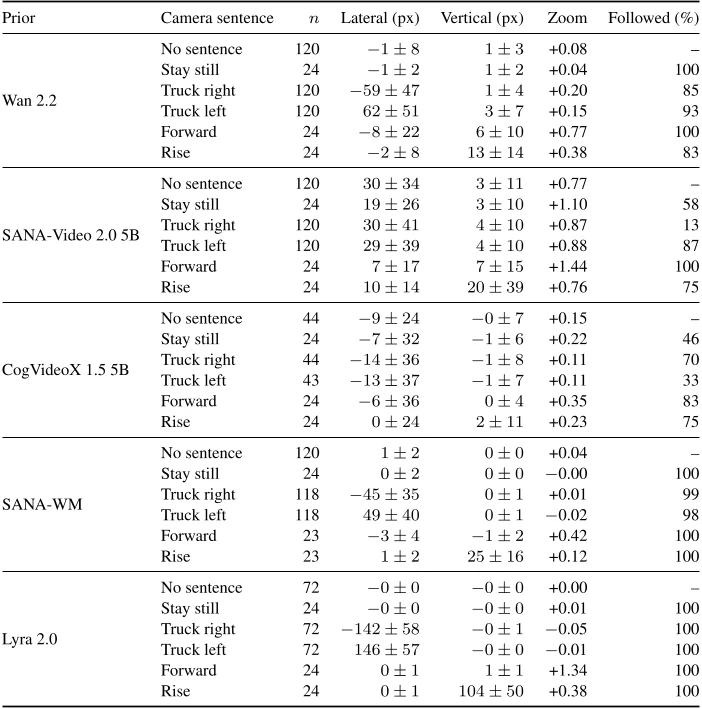 Prior Camera sentence n Lateral (px) Vertical (px) Zoom Followed (%)
Wan 2.2
No sentence 120 −1 ± 8 1 ± 3 +0.08 –
Stay still 24 −1 ± 2 1 ± 2 +0.04 100
Truck right 120 −59 ± 47 1 ± 4 +0.20 85
Truck left 120 62 ± 51 3 ± 7 +0.15 93
Forward 24 −8 ± 22 6 ± 10 +0.77 100
Rise 24 −2 ± 8 13 ± 14 +0.38 83
SANA-Video 2.0 5B
No sentence 120 30 ± 34 3 ± 11 +0.77 –
Stay still 24 19 ± 26 3 ± 10 +1.10 58
Truck right 120 30 ± 41 4 ± 10 +0.87 13
Truck left 120 29 ± 39 4 ± 10 +0.88 87
Forward 24 7 ± 17 7 ± 15 +1.44 100
Rise 24 10 ± 14 20 ± 39 +0.76 75
CogVideoX 1.5 5B
No sentence 44 −9 ± 24 −0 ± 7 +0.15 –
Stay still 24 −7 ± 32 −1 ± 6 +0.22 46
Truck right 44 −14 ± 36 −1 ± 8 +0.11 70
Truck left 43 −13 ± 37 −1 ± 7 +0.11 33
Forward 24 −6 ± 36 0 ± 4 +0.35 83
Rise 24 0 ± 24 2 ± 11 +0.23 75
SANA-WM
No sentence 120 1 ± 2 0 ± 0 +0.04 –
Stay still 24 0 ± 2 0 ± 0 −0.00 100
Truck right 118 −45 ± 35 0 ± 1 +0.01 99
Truck left 118 49 ± 40 0 ± 1 −0.02 98
Forward 23 −3 ± 4 −1 ± 2 +0.42 100
Rise 23 1 ± 2 25 ± 16 +0.12 100
Lyra 2.0
No sentence 72 −0 ± 0 −0 ± 0 +0.00 –
Stay still 24 −0 ± 0 −0 ± 0 +0.01 100
Truck right 72 −142 ± 58 −0 ± 1 −0.05 100
Truck left 72 146 ± 57 −0 ± 0 −0.01 100
Forward 24 0 ± 1 1 ± 1 +1.34 100
Rise 24 0 ± 1 104 ± 50 +0.38 100